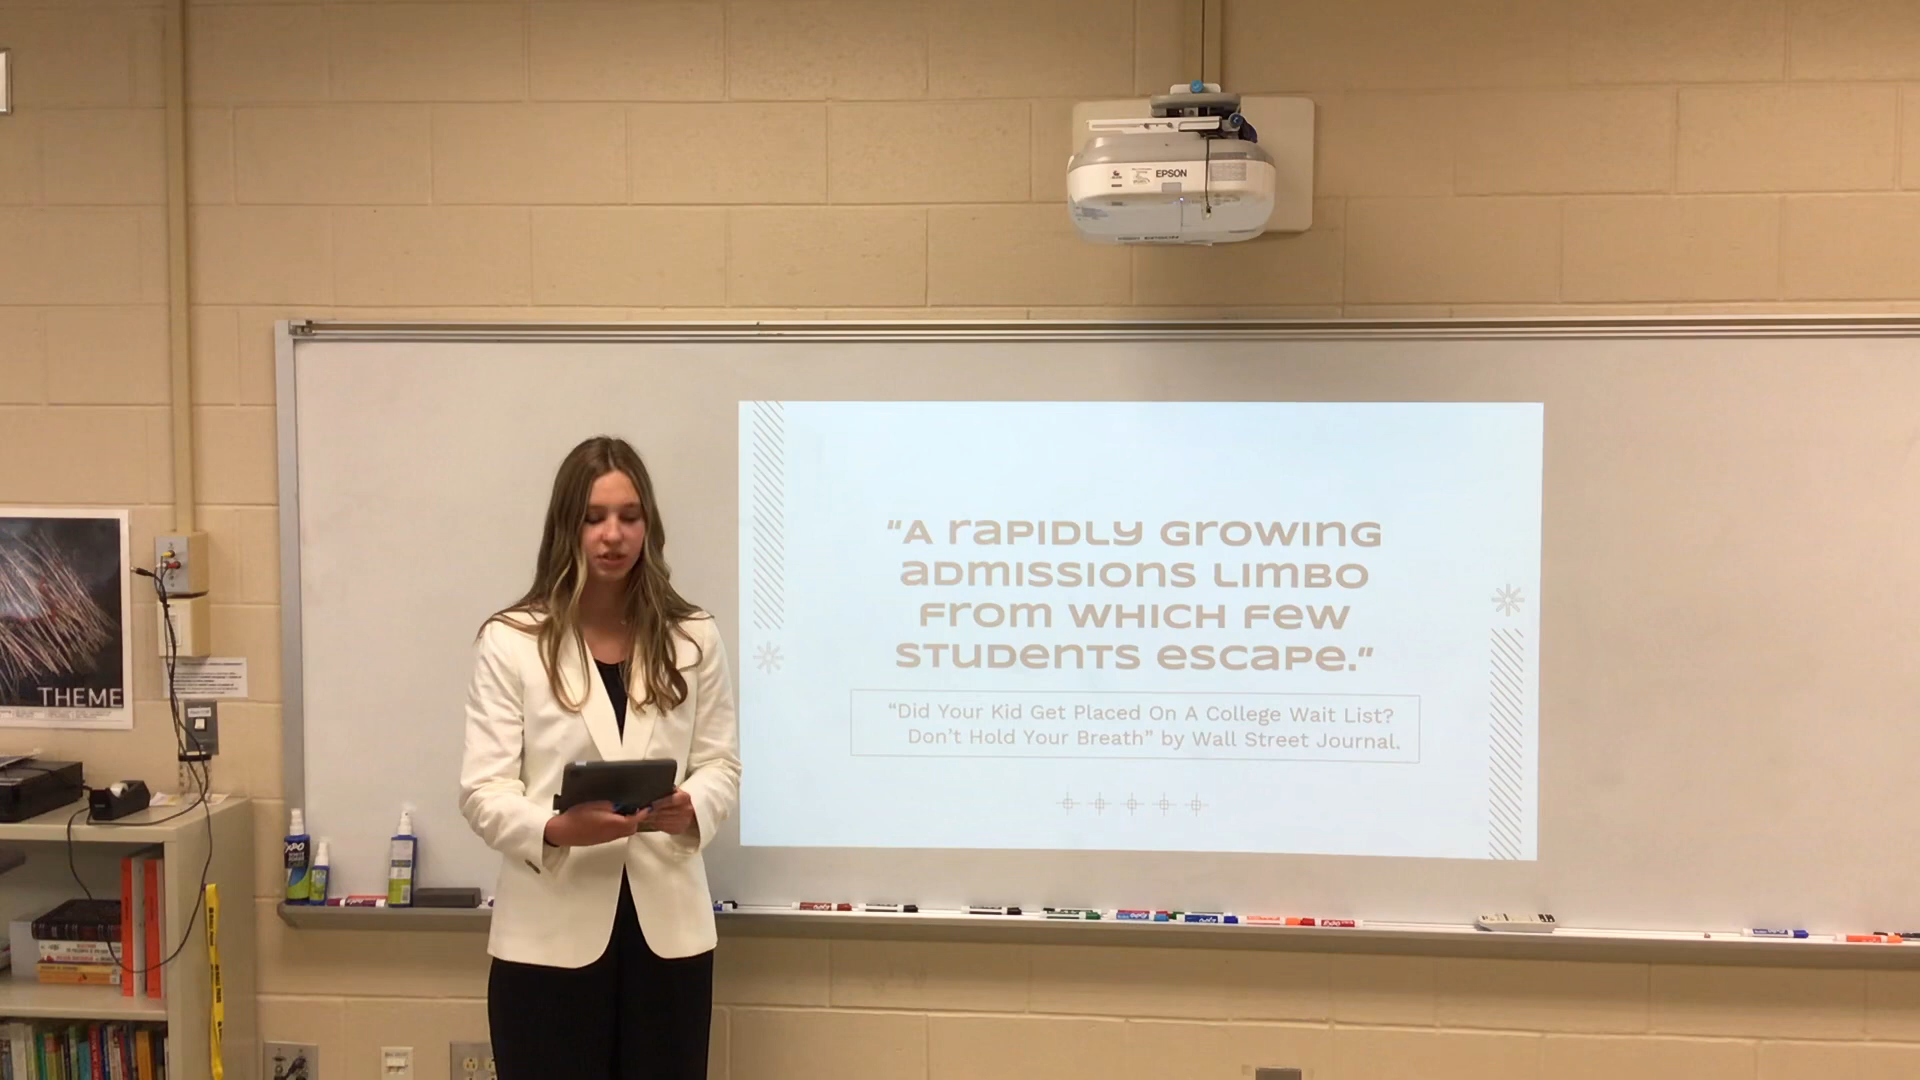 EPSON
“A rapidly growing
admissions limbo
from which few
students escape.”
“Did Your Kid Get Placed On A College Wait List?
Don't Hold Your Breath” by Wall Street Journal.
THEME
EXPO